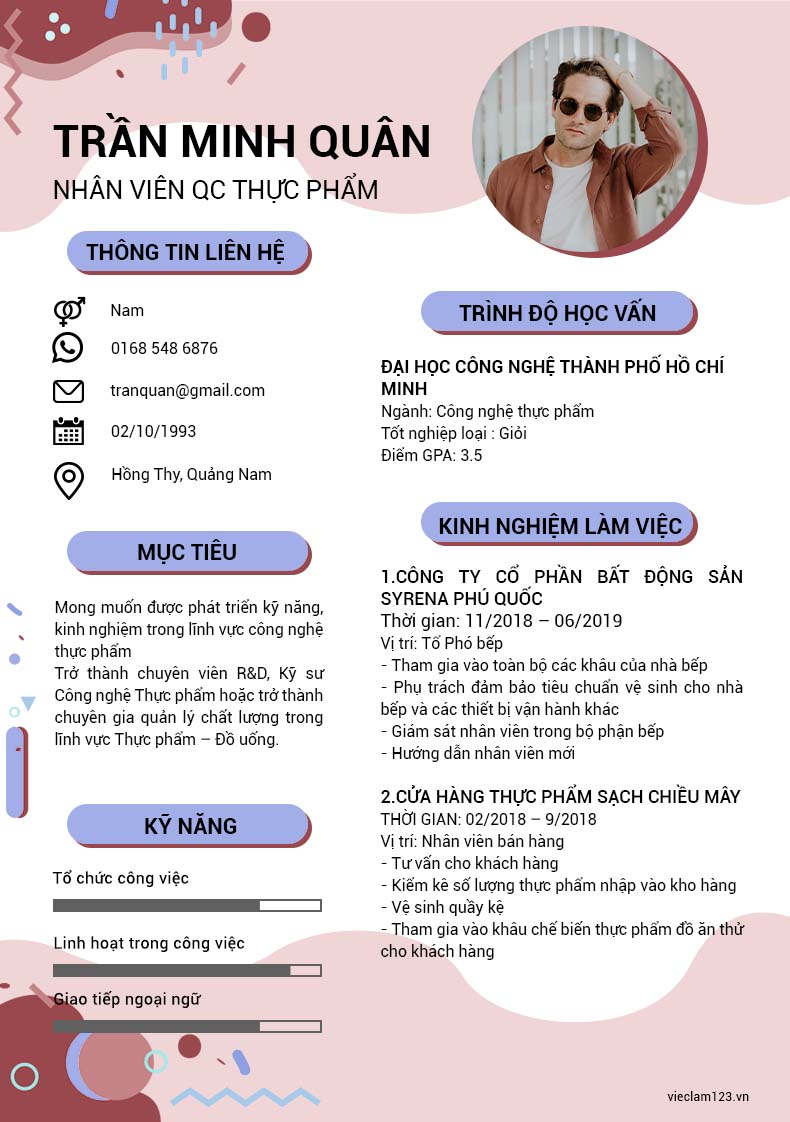 TRẦN MINH QUÂN
NHÂN VIÊN QC THỰC PHẨM
THÔNG TIN LIÊN HỆ
Nam
0168 548 6876
tranquan@gmail.com
02/10/1993
Hồng Thy, Quảng Nam
MỤC TIÊU
Mong muốn được phát triển kỹ năng,
kinh nghiệm trong lĩnh vực công nghệ
thực phẩm
Trở thành chuyên viên R&D, Kỹ sư
Công nghệ Thực phẩm hoặc trở thành
chuyên gia quản lý chất lượng trong
lĩnh vực Thực phẩm – Đồ uống.
KỸ NĂNG
Tổ chức công việc
Linh hoạt trong công việc
Giao tiếp ngoại ngữ
TRÌNH ĐỘ HỌC VẤN
ĐẠI HỌC CÔNG NGHỆ THÀNH PHỐ HỒ CHÍ
MINH
Ngành: Công nghệ thực phẩm
Tốt nghiệp loại : Giỏi
Điểm GPA: 3.5
KINH NGHIỆM LÀM VIỆC
1.CÔNG TY CỔ PHẦN BẤT ĐỘNG SẢN
SYRENA PHÚ QUỐC
Thời gian: 11/2018 – 06/2019
Vị trí: Tổ Phó bếp
- Tham gia vào toàn bộ các khâu của nhà bếp
- Phụ trách đảm bảo tiêu chuẩn vệ sinh cho nhà
bếp và các thiết bị vận hành khác
- Giám sát nhân viên trong bộ phận bếp
- Hướng dẫn nhân viên mới
2.CỬA HÀNG THỰC PHẨM SẠCH CHIỀU MÂY
THỜI GIAN: 02/2018 – 9/2018
Vị trí: Nhân viên bán hàng
- Tư vấn cho khách hàng
- Kiểm kê số lượng thực phẩm nhập vào kho hàng
- Vệ sinh quầy kệ
- Tham gia vào khâu chế biến thực phẩm đồ ăn thử
cho khách hàng
vieclam123.vn